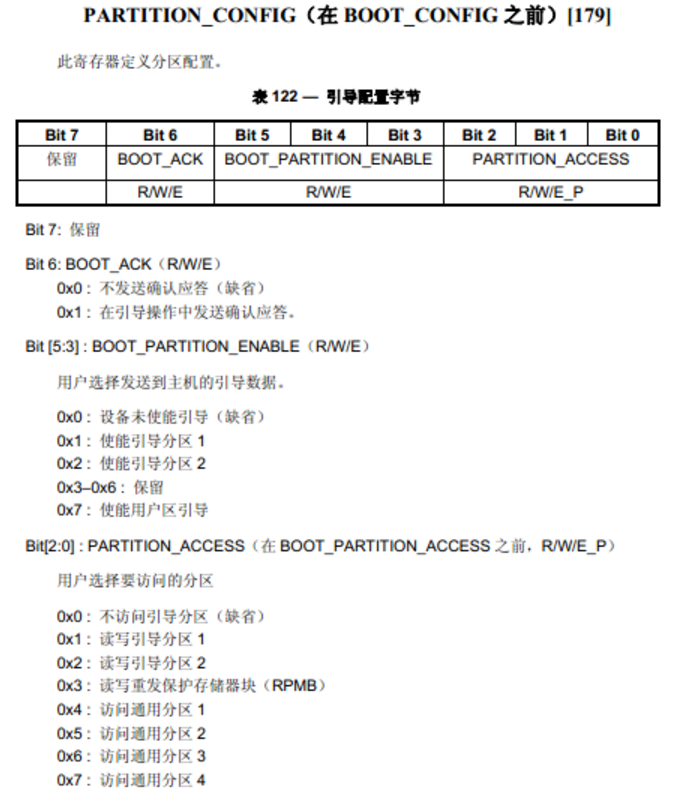 PARTITION_CONFIG（在 BOOT_CONFIG 之前）[179]
此寄存器定义分区配置。
表 122 — 引导配置字节
Bit 7 Bit 6 Bit 5 Bit 4 Bit 3 Bit 2 Bit 1 Bit 0
保留 BOOT_ACK BOOT_PARTITION_ENABLE PARTITION_ACCESS
R/W/E R/W/E R/W/E_P
Bit 7: 保留
Bit 6: BOOT_ACK（R/W/E）
0x0 : 不发送确认应答（缺省）
0x1 : 在引导操作中发送确认应答。
Bit [5:3] : BOOT_PARTITION_ENABLE（R/W/E）
用户选择发送到主机的引导数据。
0x0 : 设备未使能引导（缺省）
0x1 : 使能引导分区 1
0x2 : 使能引导分区 2
0x3–0x6 : 保留
0x7 : 使能用户区引导
Bit[2:0] : PARTITION_ACCESS（在 BOOT_PARTITION_ACCESS 之前，R/W/E_P）
用户选择要访问的分区
0x0 : 不访问引导分区（缺省）
0x1 : 读写引导分区 1
0x2 : 读写引导分区 2
0x3 : 读写重发保护存储器块（RPMB）
0x4 : 访问通用分区 1
0x5 : 访问通用分区 2
0x6 : 访问通用分区 3
0x7 : 访问通用分区 4